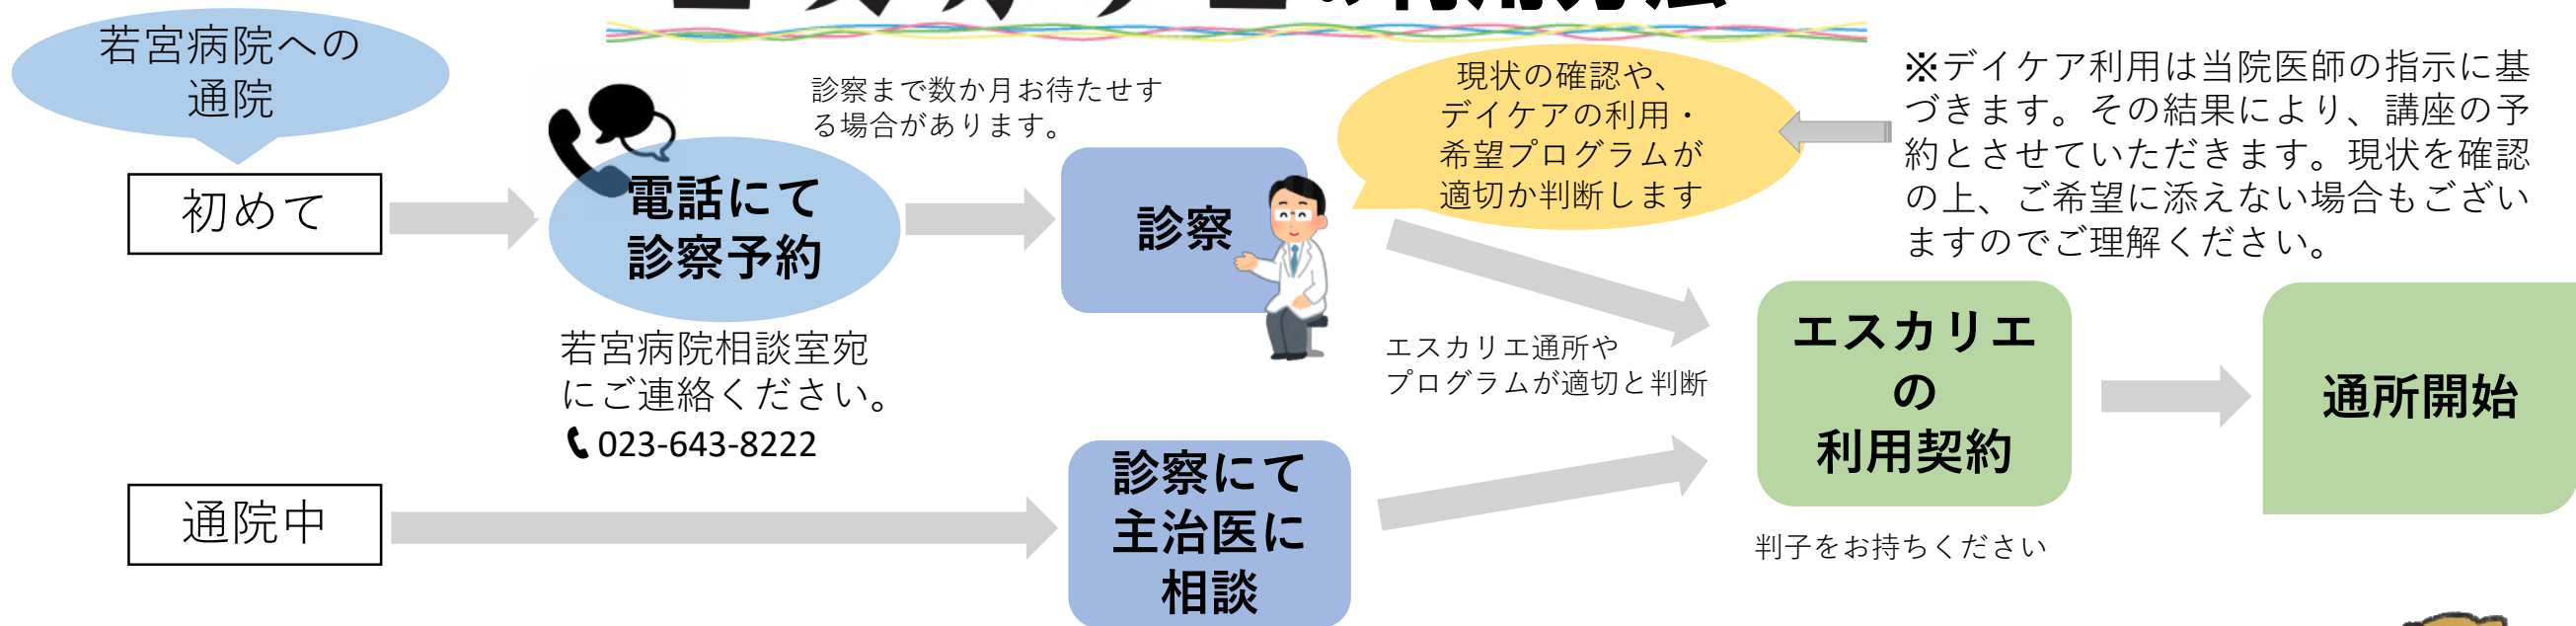 の利用方法
若宮病院への
通院
初めて
電話にて
診察予約
診察まで数か月お待たせす
る場合があります。
若宮病院相談室宛
にご連絡ください。
023-643-8222
診察
現状の確認や、
デイケアの利用・
希望プログラムが
適切か判断します
※デイケア利用は当院医師の指示に基
づきます。その結果により、講座の予
約とさせていただきます。現状を確認
の上、ご希望に添えない場合もござい
ますのでご理解ください。
エスカリエ通所や
プログラムが適切と判断
通院中
診察にて
主治医に
相談
エスカリエ
の
利用契約
判子をお持ちください
通所開始